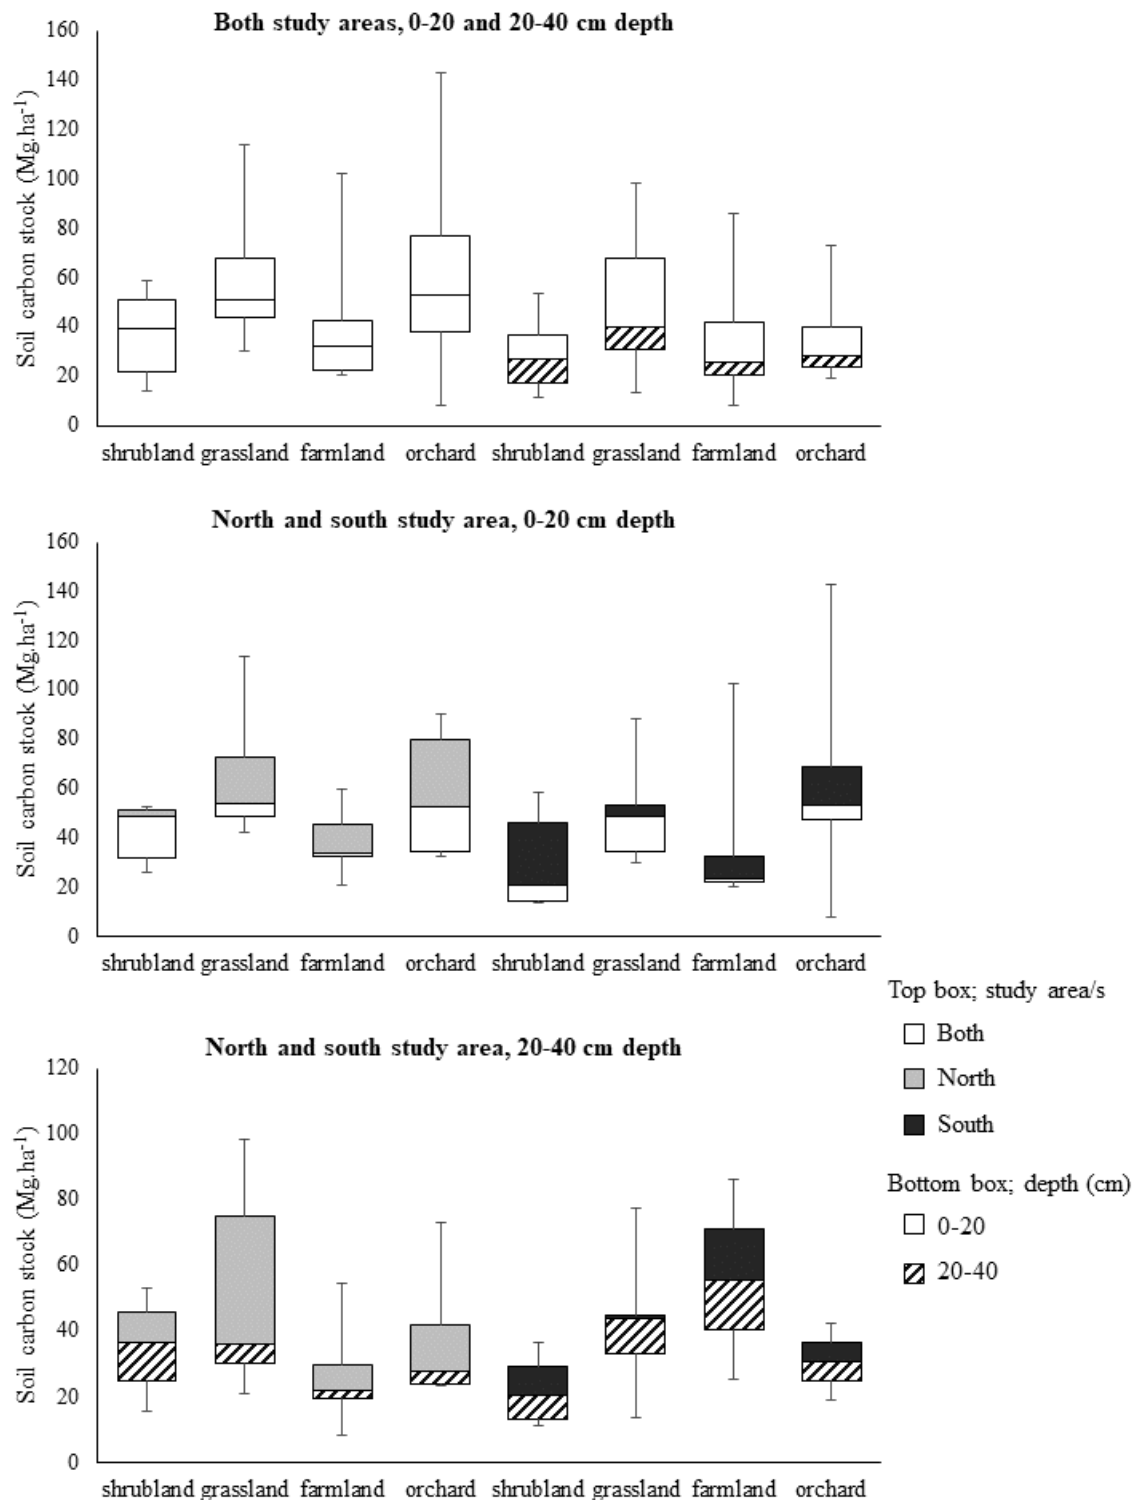 Both study areas, 0-20 and 20-40 cm depth
Soil carbon stock (Mg.ha⁻¹)
160
140
120
100
80
60
40
20
0
shrubland grassland farmland orchard shrubland grassland farmland orchard
North and south study area, 0-20 cm depth
Soil carbon stock (Mg.ha⁻¹)
160
140
120
100
80
60
40
20
0
shrubland grassland farmland orchard shrubland grassland farmland orchard
Top box; study area/s
Both
North
South
Bottom box; depth (cm)
0-20
20-40
North and south study area, 20-40 cm depth
Soil carbon stock (Mg.ha⁻¹)
120
100
80
60
40
20
0
shrubland grassland farmland orchard shrubland grassland farmland orchard